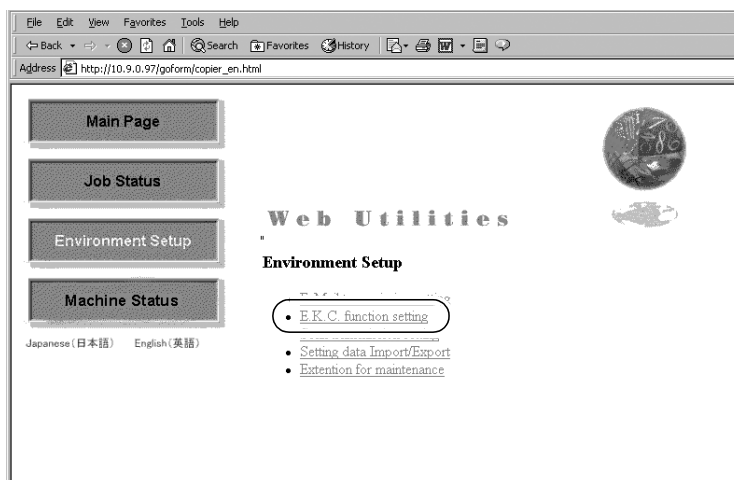 File Edit View Favorites Tools Help
Back Search Favorites History
Address http://10.9.0.97/goform/copier_en.html
Main Page
Job Status
Environment Setup
Machine Status
Japanese(日本語) English(英語)
Web Utilities
Environment Setup
E.K.C. function setting
Setting data Import/Export
Extention for maintenance